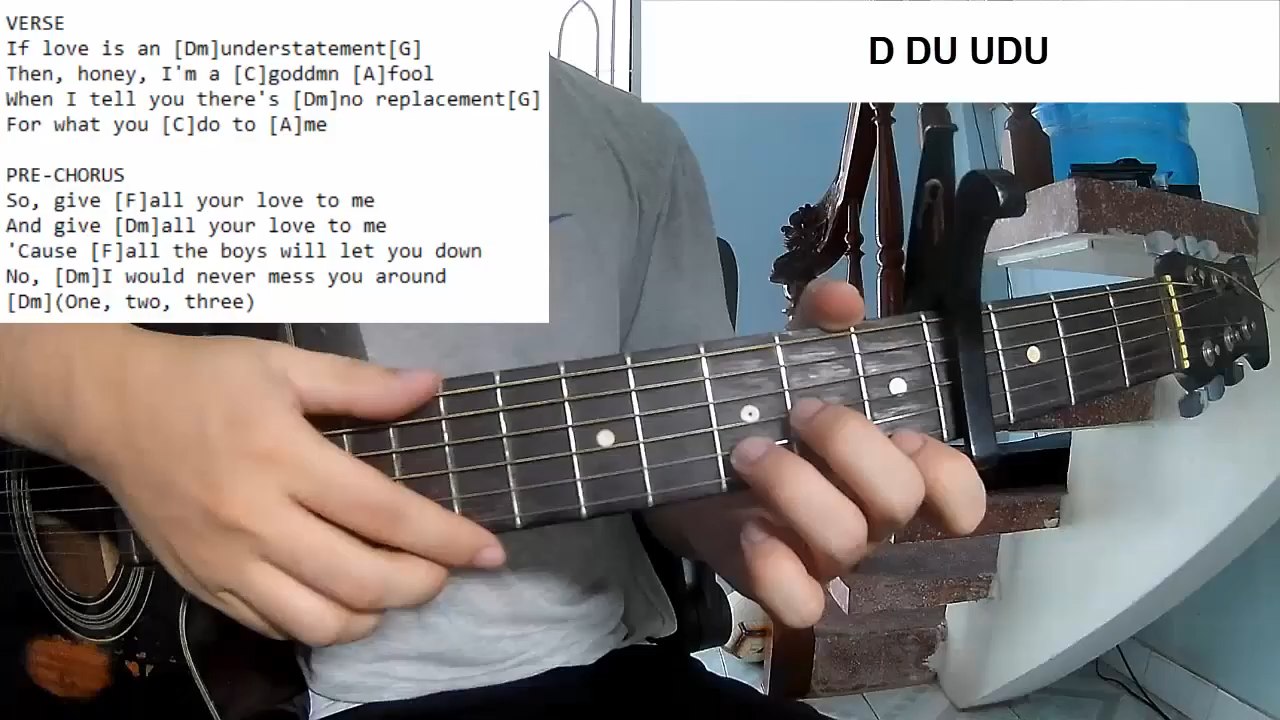 VERSE
If love is an [Dm]understatement[G]
Then, honey, I'm a [C]goddmn [A]fool
When I tell you there's [Dm]no replacement[G]
For what you [C]do to [A]me
PRE-CHORUS
So, give [F]all your love to me
And give [Dm]all your love to me
'Cause [F]all the boys will let you down
No, [Dm]I would never mess you around
[Dm](One, two, three)
D DU UDU